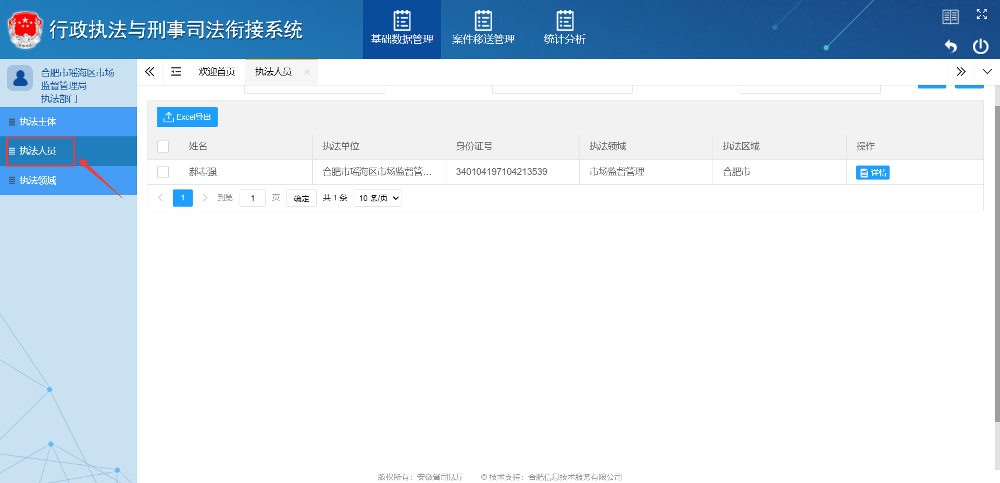 行政执法与刑事司法衔接系统
基础数据管理
案件移送管理
统计分析
合肥市瑶海区市场
监督管理局
执法部门
欢迎首页
执法人员
执法主体
执法人员
执法领域
Excel导出
姓名 执法单位 身份证号 执法领域 执法区域 操作
郝志强 合肥市瑶海区市场监督管... 340104197104213539 市场监督管理 合肥市 详情
1 到第 1 页 确定 共 1 条 10 条/页
版权所有：安徽省司法厅 © 技术支持：合肥信息技术服务有限公司